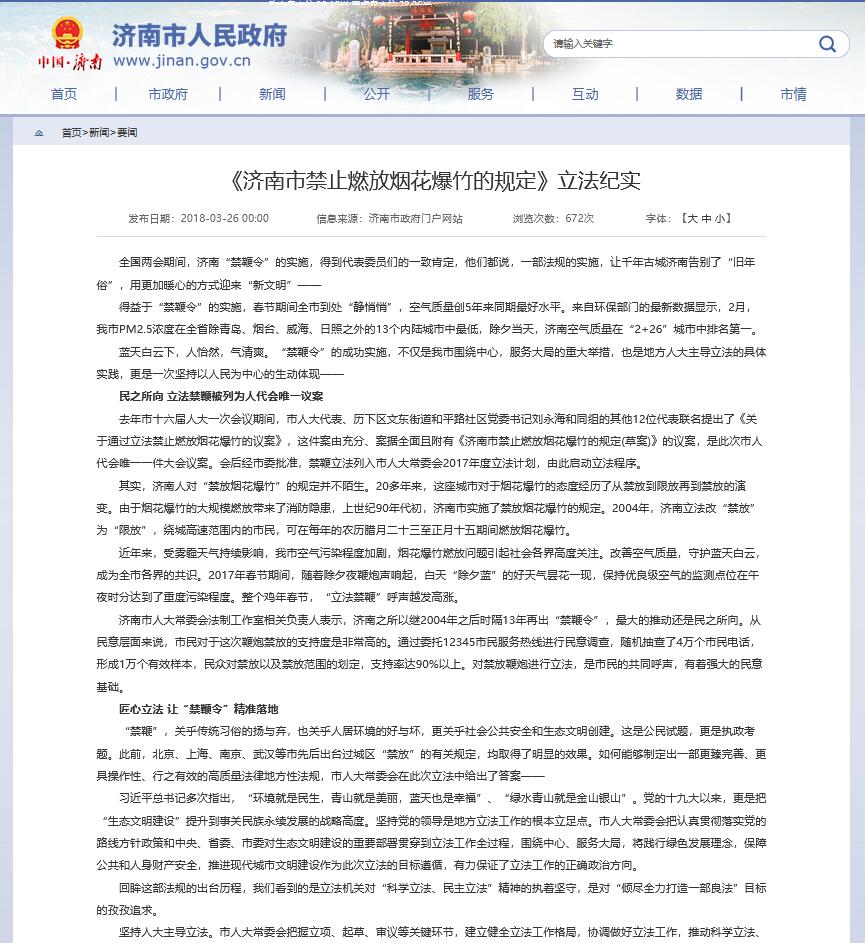 中国·济南
济南市人民政府
www.jinan.gov.cn
请输入关键字
首页 | 市政府 | 新闻 | 公开 | 服务 | 互动 | 数据 | 市情
首页>新闻>要闻
《济南市禁止燃放烟花爆竹的规定》立法纪实
发布日期：2018-03-26 00:00 信息来源：济南市政府门户网站 浏览次数：672次 字体：【大 中 小】
全国两会期间，济南“禁鞭令”的实施，得到代表委员们的一致肯定，他们都说，一部法规的实施，让千年古城济南告别了“旧年
俗”，用更加暖心的方式迎来“新文明”——
得益于“禁鞭令”的实施，春节期间全市到处“静悄悄”，空气质量创5年来同期最好水平。来自环保部门的最新数据显示，2月，
我市PM2.5浓度在全省除青岛、烟台、威海、日照之外的13个内陆城市中最低，除夕当天，济南空气质量在“2+26”城市中排名第一。
蓝天白云下，人怡然，气清爽。“禁鞭令”的成功实施，不仅是我市围绕中心，服务大局的重大举措，也是地方人大主导立法的具体
实践，更是一次坚持以人民为中心的生动体现——
民之所向 立法禁鞭被列为人代会唯一议案
去年市十六届人大一次会议期间，市人大代表、历下区文东街道和平路社区党委书记刘永海和同组的其他12位代表联名提出了《关
于通过立法禁止燃放烟花爆竹的议案》，这件案由充分、案据全面且附有《济南市禁止燃放烟花爆竹的规定(草案)》的议案，是此次市人
代会唯一一件大会议案。会后经市委批准，禁鞭立法列入市人大常委会2017年度立法计划，由此启动立法程序。
其实，济南人对“禁放烟花爆竹”的规定并不陌生。20多年来，这座城市对于烟花爆竹的态度经历了从禁放到限放再到禁放的演
变。由于烟花爆竹的大规模燃放带来了消防隐患，上世纪90年代初，济南市实施了禁放烟花爆竹的规定。2004年，济南立法改“禁放”
为“限放”，绕城高速范围内的市民，可在每年的农历腊月二十三至正月十五期间燃放烟花爆竹。
近年来，受雾霾天气持续影响，我市空气污染程度加剧，烟花爆竹燃放问题引起社会各界高度关注。改善空气质量，守护蓝天白云，
成为全市各界的共识。2017年春节期间，随着除夕夜鞭炮声响起，白天“除夕蓝”的好天气昙花一现，保持优良级空气的监测点位在午
夜时分达到了重度污染程度。整个鸡年春节，“立法禁鞭”呼声越发高涨。
济南市人大常委会法制工作室相关负责人表示，济南之所以继2004年之后时隔13年再出“禁鞭令”，最大的推动还是民之所向。从
民意层面来说，市民对于这次鞭炮禁放的支持度是非常高的。通过委托12345市民服务热线进行民意调查，随机抽查了4万个市民电话，
形成1万个有效样本，民众对禁放以及禁放范围的划定，支持率达90%以上。对禁放鞭炮进行立法，是市民的共同呼声，有着强大的民意
基础。
匠心立法 让“禁鞭令”精准落地
“禁鞭”，关乎传统习俗的扬与弃，也关乎人居环境的好与坏，更关乎社会公共安全和生态文明创建。这是公民试题，更是执政考
题。此前，北京、上海、南京、武汉等市先后出台过城区“禁放”的有关规定，均取得了明显的效果。如何能够制定出一部更臻完善、更
具操作性、行之有效的高质量法律地方性法规，市人大常委会在此次立法中给出了答案——
习近平总书记多次指出，“环境就是民生，青山就是美丽，蓝天也是幸福”、“绿水青山就是金山银山”。党的十九大以来，更是把
“生态文明建设”提升到事关民族永续发展的战略高度。坚持党的领导是地方立法工作的根本立足点。市人大常委会把认真贯彻落实党的
路线方针政策和中央、省委、市委对生态文明建设的重要部署贯穿到立法工作全过程，围绕中心、服务大局，将践行绿色发展理念，保障
公共和人身财产安全，推进现代城市文明建设作为此次立法的目标遵循，有力保证了立法工作的正确政治方向。
回眸这部法规的出台历程，我们看到的是立法机关对“科学立法、民主立法”精神的执着坚守，是对“倾尽全力打造一部良法”目标
的孜孜追求。
坚持人大主导立法。市人大常委会把握立项、起草、审议等关键环节，建立健全立法工作格局，协调做好立法工作，推动科学立法、